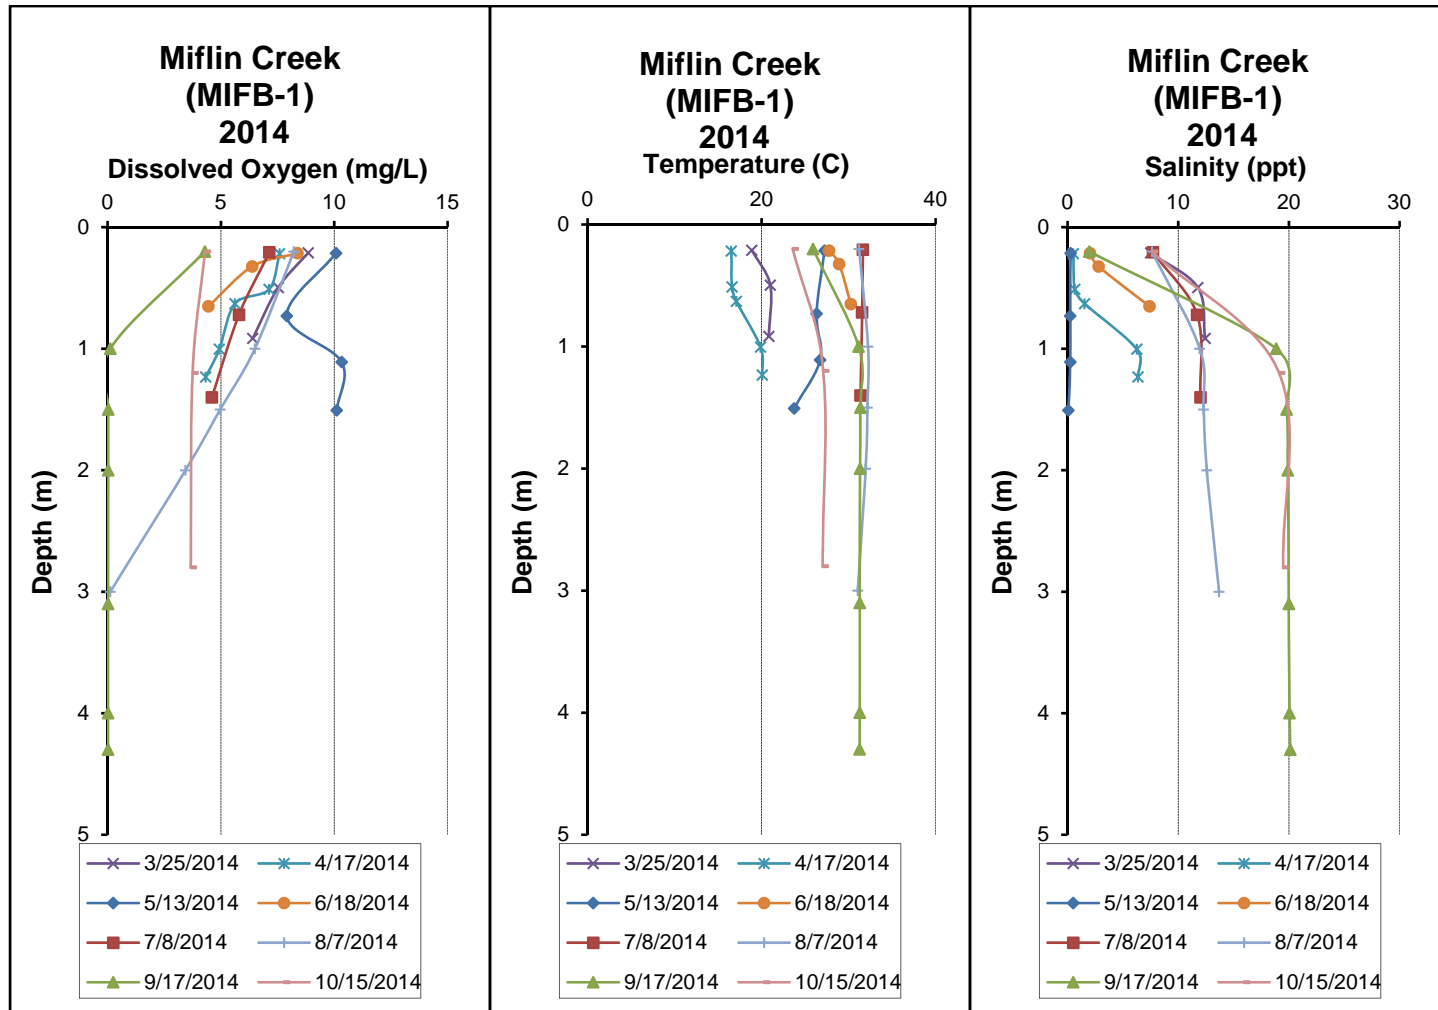 Miflin Creek
(MIFB-1)
2014
Dissolved Oxygen (mg/L)
0 5 10 15
0
1
2
3
4
5
Depth (m)
3/25/2014 4/17/2014
5/13/2014 6/18/2014
7/8/2014 8/7/2014
9/17/2014 10/15/2014
Miflin Creek
(MIFB-1)
2014
Temperature (C)
0 20 40
0
1
2
3
4
5
Depth (m)
3/25/2014 4/17/2014
5/13/2014 6/18/2014
7/8/2014 8/7/2014
9/17/2014 10/15/2014
Miflin Creek
(MIFB-1)
2014
Salinity (ppt)
0 10 20 30
0
1
2
3
4
5
Depth (m)
3/25/2014 4/17/2014
5/13/2014 6/18/2014
7/8/2014 8/7/2014
9/17/2014 10/15/2014